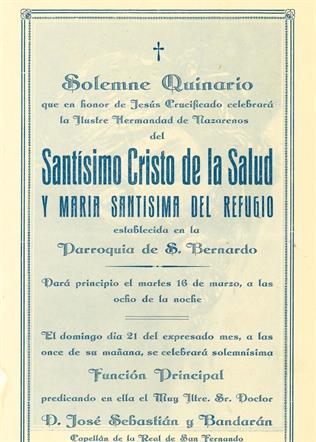 Solemne Quinario
que en honor de Jesús Crucificado celebrará
la Ilustre Hermandad de Nazarenos
del
Santísimo Cristo de la Salud
Y MARIA SANTISIMA DEL REFUGIO
establecida en la
Parroquia de S. Bernardo
Dará principio el martes 16 de marzo, a las
ocho de la noche
El domingo día 21 del expresado mes, a las
once de su mañana, se celebrará solemnísima
Función Principal
predicando en ella el Muy Iltre. Sr. Doctor
D. José Sebastián y Bandarán
Capellán de la Real de San Fernando